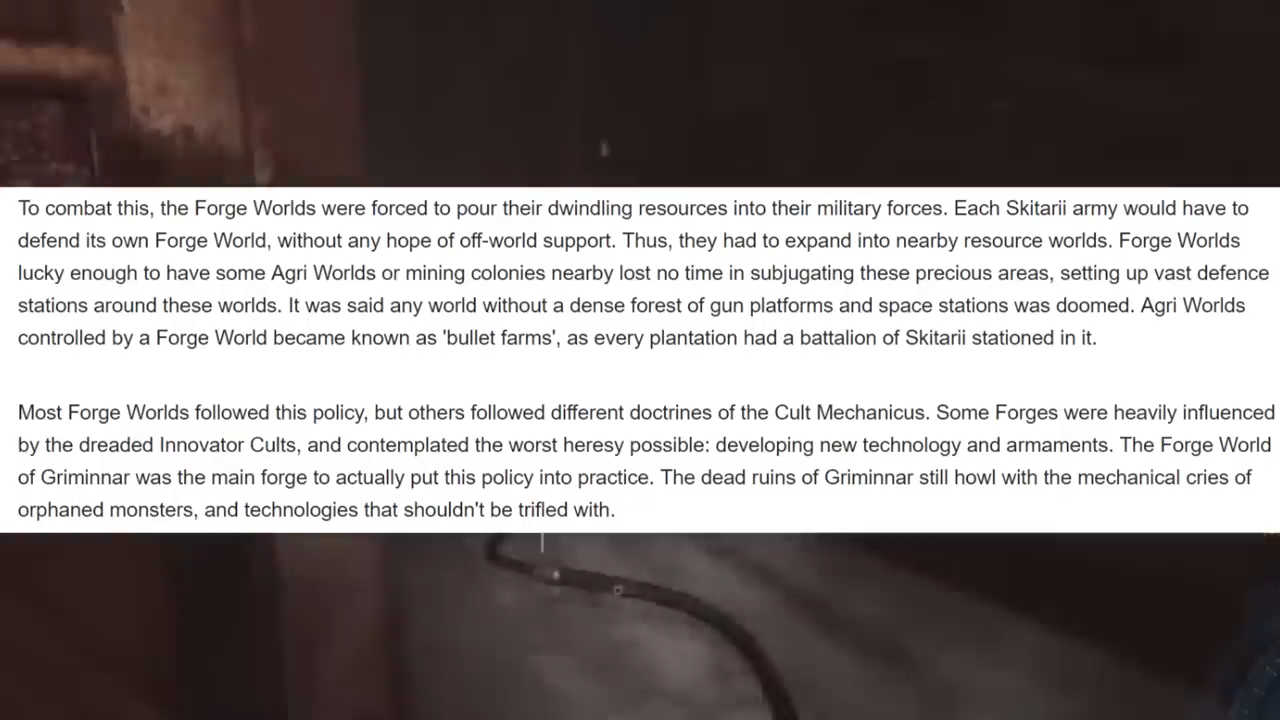 To combat this, the Forge Worlds were forced to pour their dwindling resources into their military forces. Each Skitarii army would have to
defend its own Forge World, without any hope of off-world support. Thus, they had to expand into nearby resource worlds. Forge Worlds
lucky enough to have some Agri Worlds or mining colonies nearby lost no time in subjugating these precious areas, setting up vast defence
stations around these worlds. It was said any world without a dense forest of gun platforms and space stations was doomed. Agri Worlds
controlled by a Forge World became known as 'bullet farms', as every plantation had a battalion of Skitarii stationed in it.
Most Forge Worlds followed this policy, but others followed different doctrines of the Cult Mechanicus. Some Forges were heavily influenced
by the dreaded Innovator Cults, and contemplated the worst heresy possible: developing new technology and armaments. The Forge World
of Griminnar was the main forge to actually put this policy into practice. The dead ruins of Griminnar still howl with the mechanical cries of
orphaned monsters, and technologies that shouldn't be trifled with.